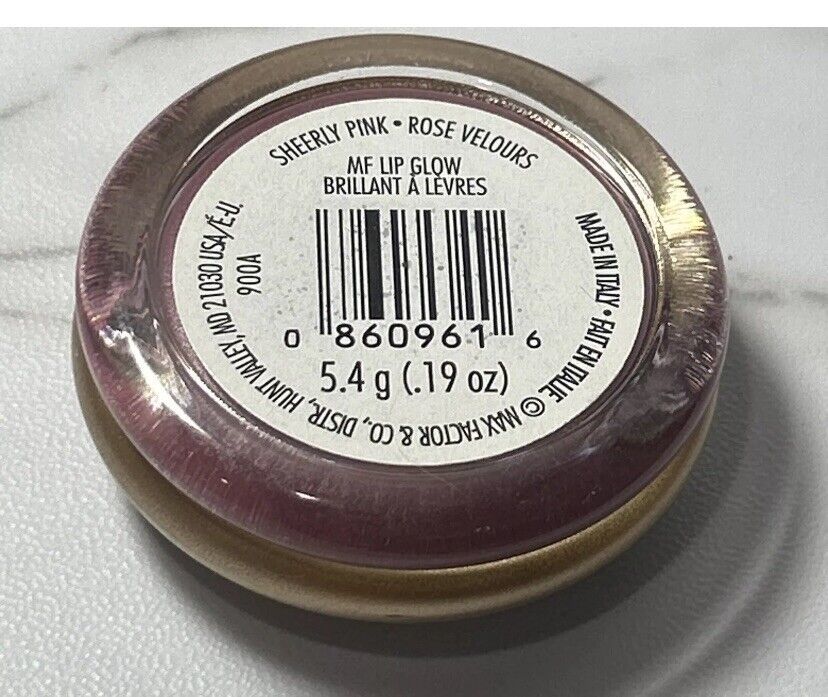 SHEERLY PINK • ROSE VELOURS
MF LIP GLOW
BRILLANT À LÈVRES
0 860961 6
5.4 g (.19 oz)
MADE IN ITALY • FAIT EN ITALIE © MAX FACTOR & CO., DISTR., HUNT VALLEY, MD 21030 USA/É-U.
900A